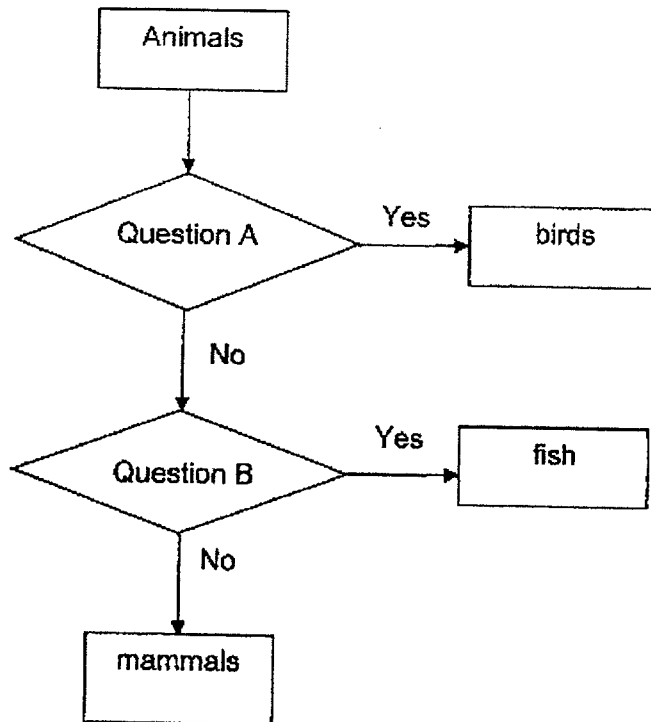 Animals
Question A
Yes
birds
No
Question B
Yes
fish
No
mammals